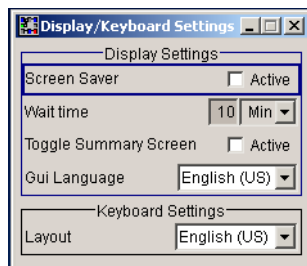 Display/Keyboard Settings
Display Settings
Screen Saver Active
Wait time 10 Min
Toggle Summary Screen Active
Gui Language English (US)
Keyboard Settings
Layout English (US)